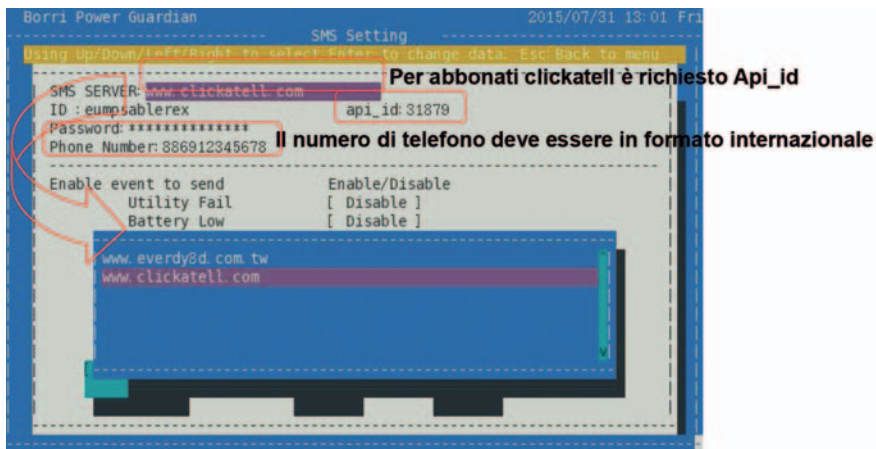 Borri Power Guardian 2015/07/31 13:01 Fri
SMS Setting
Using Up/Down/Left/Right to select Enter to change data. Esc:Back to menu
Per abbonati clickatell è richiesto Api_id
SMS SERVER: www.clickatell.com
ID : eumpsablerex api_id: 31879
Password: **************
Il numero di telefono deve essere in formato internazionale
Phone Number: 886912345678
Enable event to send Enable/Disable
Utility Fail [ Disable ]
Battery Low [ Disable ]
www.everdy8d.com.tw
www.clickatell.com